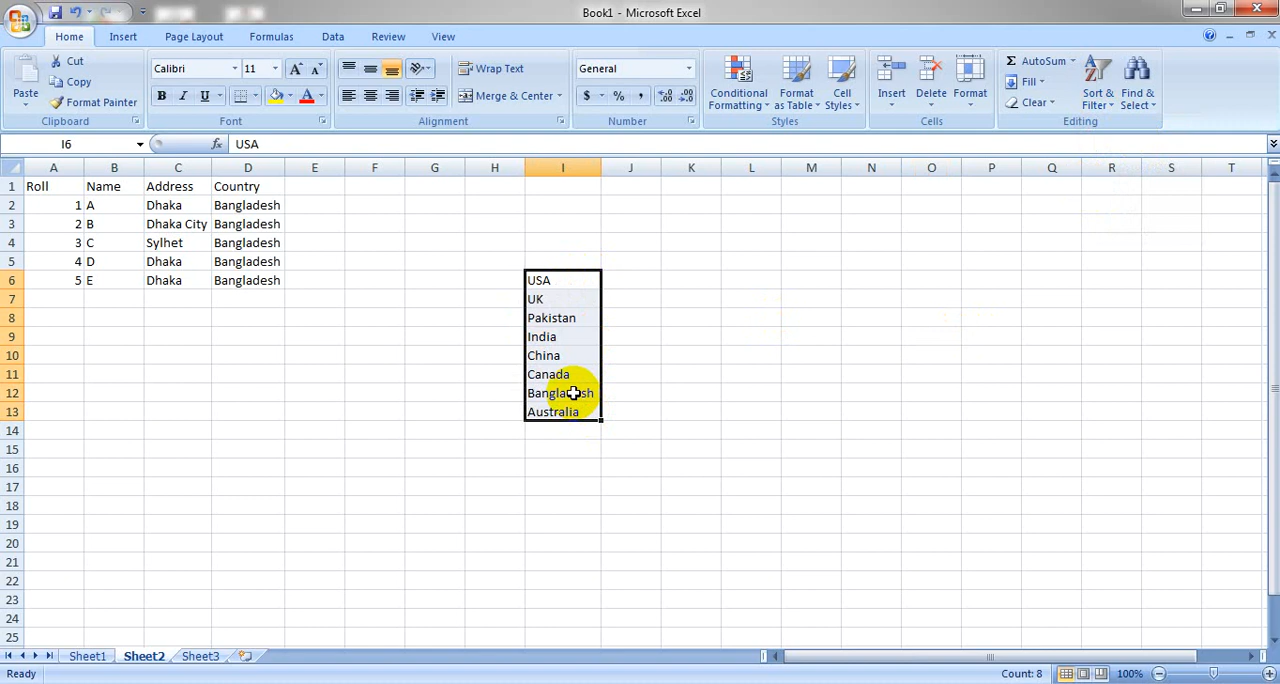 Book1 - Microsoft Excel
Home Insert Page Layout Formulas Data Review View
Paste Cut Copy Format Painter
Clipboard
Calibri 11
B I U A A A
Font
Wrap Text
Merge & Center
Alignment
General
$ % , .0 .00 .00 .0
Number
Conditional Formatting Format as Table Cell Styles
Styles
Insert Delete Format
Cells
Σ AutoSum
Fill
Clear
Sort & Filter Find & Select
Editing
I6 fx USA
A B C D E F G H I J K L M N O P Q R S T
1 Roll Name Address Country
2 1 A Dhaka Bangladesh
3 2 B Dhaka City Bangladesh
4 3 C Sylhet Bangladesh
5 4 D Dhaka Bangladesh
6 5 E Dhaka Bangladesh USA
7 UK
8 Pakistan
9 India
10 China
11 Canada
12 Bangladesh
13 Australia
14
15
16
17
18
19
20
21
22
23
24
25
Sheet1 Sheet2 Sheet3
Ready Count: 8 100%